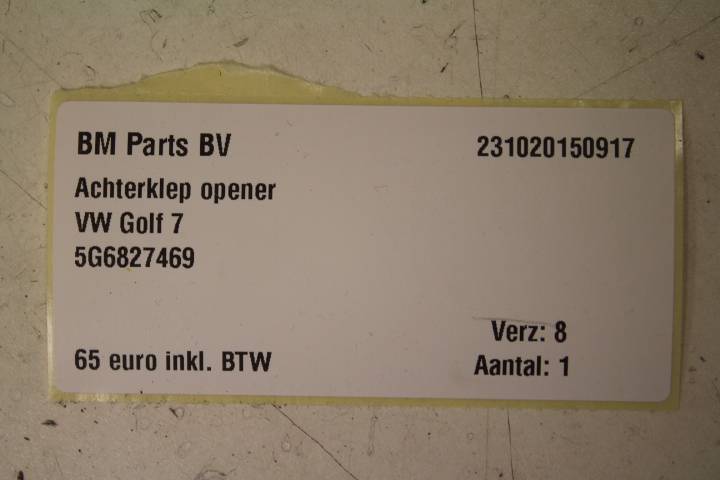 BM Parts BV 231020150917
Achterklep opener
VW Golf 7
5G6827469
Verz: 8
65 euro inkl. BTW Aantal: 1